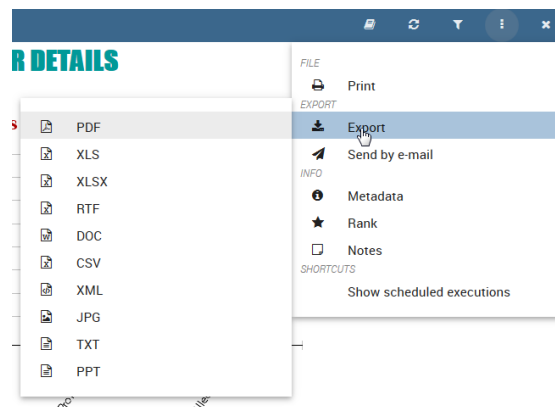 R DETAILS
FILE
Print
EXPORT
Export
Send by e-mail
INFO
Metadata
Rank
Notes
SHORTCUTS
Show scheduled executions
s
PDF
XLS
XLSX
RTF
DOC
CSV
XML
JPG
TXT
PPT